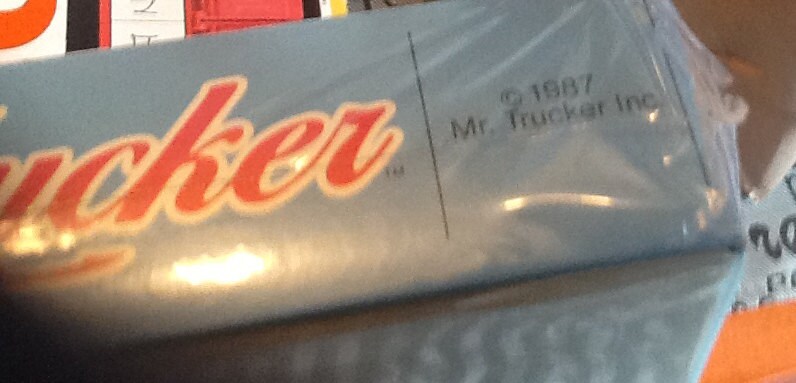 ucker™
© 1987
Mr. Trucker Inc